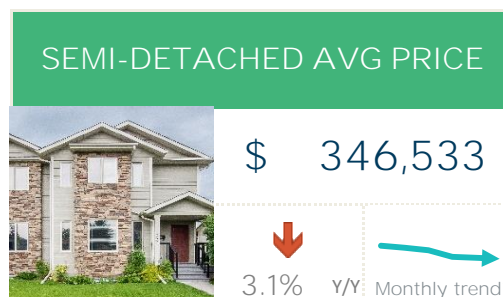 SEMI-DETACHED AVG PRICE
$ 346,533
3.1% Y/Y Monthly trend